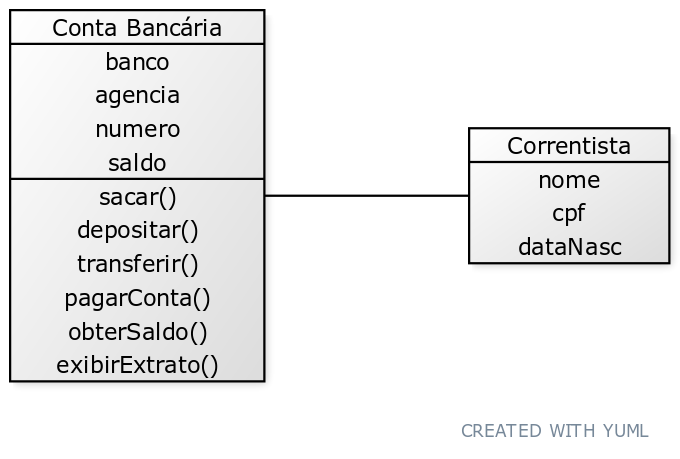 Conta Bancária
banco
agencia
numero
saldo
sacar()
depositar()
transferir()
pagarConta()
obterSaldo()
exibirExtrato()
Correntista
nome
cpf
dataNasc
CREATED WITH YUML